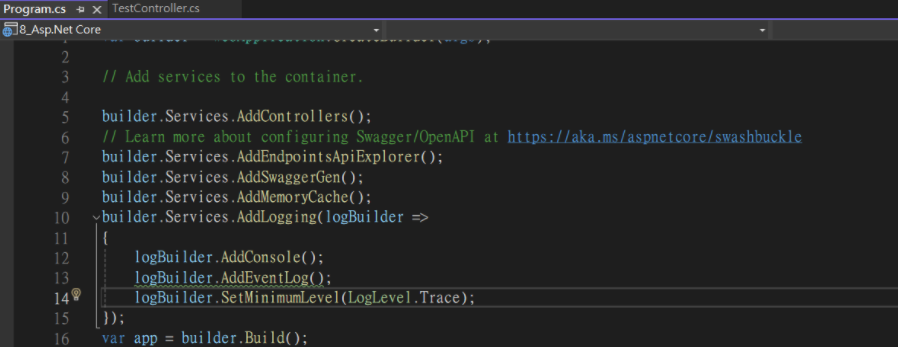 Program.cs
TestController.cs
8_Asp.Net Core
2
3 // Add services to the container.
4
5 builder.Services.AddControllers();
6 // Learn more about configuring Swagger/OpenAPI at https://aka.ms/aspnetcore/swashbuckle
7 builder.Services.AddEndpointsApiExplorer();
8 builder.Services.AddSwaggerGen();
9 builder.Services.AddMemoryCache();
10 builder.Services.AddLogging(logBuilder =>
11 {
12 logBuilder.AddConsole();
13 logBuilder.AddEventLog();
14 logBuilder.SetMinimumLevel(LogLevel.Trace);
15 });
16 var app = builder.Build();